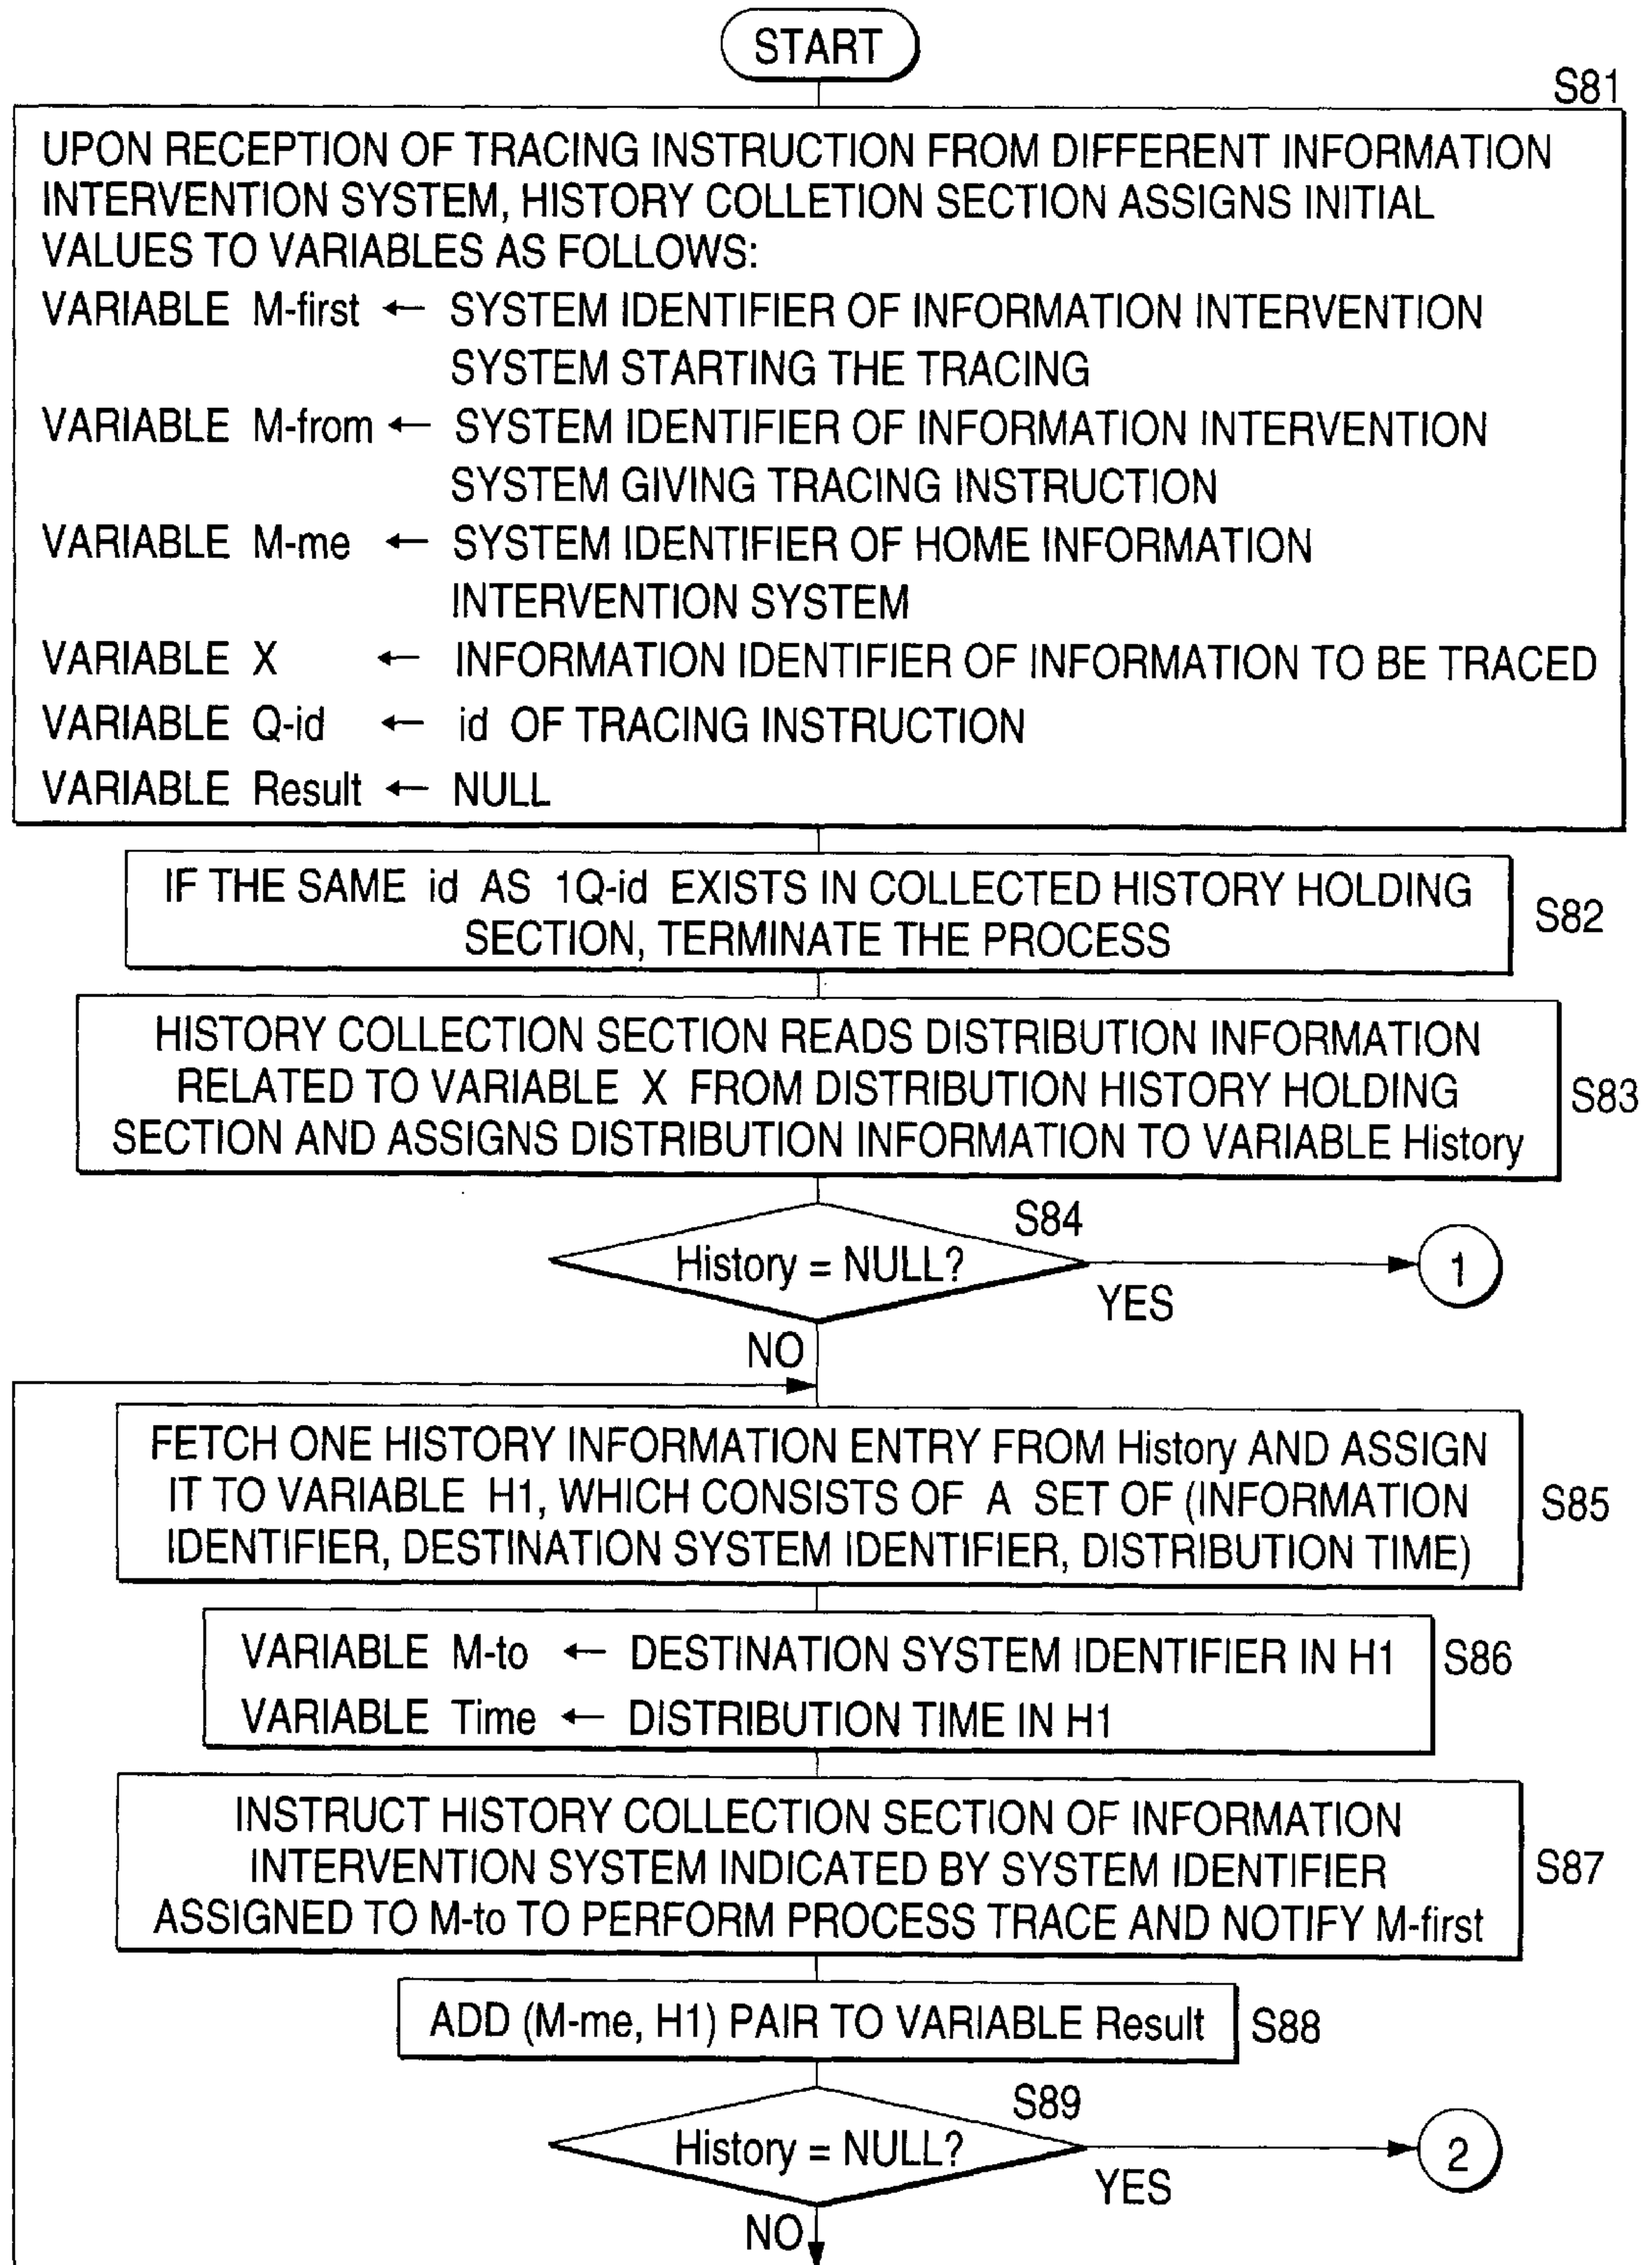 START
S81
UPON RECEPTION OF TRACING INSTRUCTION FROM DIFFERENT INFORMATION
INTERVENTION SYSTEM, HISTORY COLLETION SECTION ASSIGNS INITIAL
VALUES TO VARIABLES AS FOLLOWS:
VARIABLE M-first ← SYSTEM IDENTIFIER OF INFORMATION INTERVENTION
SYSTEM STARTING THE TRACING
VARIABLE M-from ← SYSTEM IDENTIFIER OF INFORMATION INTERVENTION
SYSTEM GIVING TRACING INSTRUCTION
VARIABLE M-me ← SYSTEM IDENTIFIER OF HOME INFORMATION
INTERVENTION SYSTEM
VARIABLE X ← INFORMATION IDENTIFIER OF INFORMATION TO BE TRACED
VARIABLE Q-id ← id OF TRACING INSTRUCTION
VARIABLE Result ← NULL
IF THE SAME id AS 1Q-id EXISTS IN COLLECTED HISTORY HOLDING
SECTION, TERMINATE THE PROCESS
S82
HISTORY COLLECTION SECTION READS DISTRIBUTION INFORMATION
RELATED TO VARIABLE X FROM DISTRIBUTION HISTORY HOLDING
SECTION AND ASSIGNS DISTRIBUTION INFORMATION TO VARIABLE History
S83
S84
History = NULL?
YES
1
NO
FETCH ONE HISTORY INFORMATION ENTRY FROM History AND ASSIGN
IT TO VARIABLE H1, WHICH CONSISTS OF A SET OF (INFORMATION
IDENTIFIER, DESTINATION SYSTEM IDENTIFIER, DISTRIBUTION TIME)
S85
VARIABLE M-to ← DESTINATION SYSTEM IDENTIFIER IN H1
VARIABLE Time ← DISTRIBUTION TIME IN H1
S86
INSTRUCT HISTORY COLLECTION SECTION OF INFORMATION
INTERVENTION SYSTEM INDICATED BY SYSTEM IDENTIFIER
ASSIGNED TO M-to TO PERFORM PROCESS TRACE AND NOTIFY M-first
S87
ADD (M-me, H1) PAIR TO VARIABLE Result
S88
S89
History = NULL?
YES
2
NO